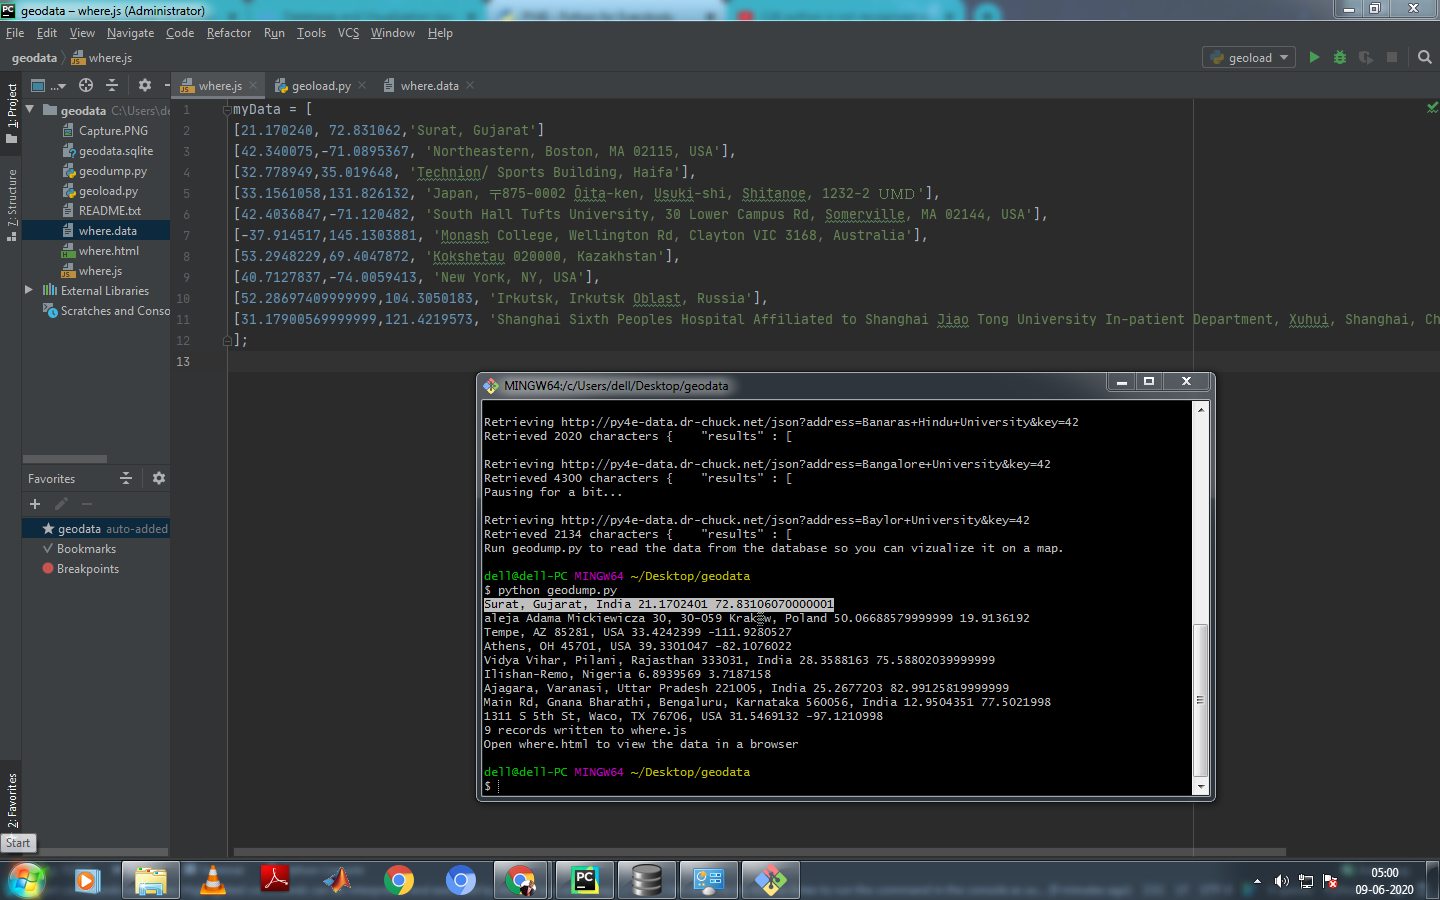 geodata – where.js (Administrator)
File Edit View Navigate Code Refactor Run Tools VCS Window Help
geodata where.js
geoload
...
where.js
geoload.py
where.data
1: Project
7: Structure
2: Favorites
geodata C:\Users\de
Capture.PNG
geodata.sqlite
geodump.py
geoload.py
README.txt
where.data
where.html
where.js
External Libraries
Scratches and Conso
1 myData = [
2 [21.170240, 72.831062,'Surat, Gujarat']
3 [42.340075,-71.0895367, 'Northeastern, Boston, MA 02115, USA'],
4 [32.778949,35.019648, 'Technion/ Sports Building, Haifa'],
5 [33.1561058,131.826132, 'Japan, 〒875-0002 Ōita-ken, Usuki-shi, Shitanoe, 1232-2 ＵＭＤ'],
6 [42.4036847,-71.120482, 'South Hall Tufts University, 30 Lower Campus Rd, Somerville, MA 02144, USA'],
7 [-37.914517,145.1303881, 'Monash College, Wellington Rd, Clayton VIC 3168, Australia'],
8 [53.2948229,69.4047872, 'Kokshetau 020000, Kazakhstan'],
9 [40.7127837,-74.0059413, 'New York, NY, USA'],
10 [52.28697409999999,104.3050183, 'Irkutsk, Irkutsk Oblast, Russia'],
11 [31.17900569999999,121.4219573, 'Shanghai Sixth Peoples Hospital Affiliated to Shanghai Jiao Tong University In-patient Department, Xuhui, Shanghai, Ch
12 ];
13
Favorites
geodata auto-added
Bookmarks
Breakpoints
MINGW64:/c/Users/dell/Desktop/geodata
Retrieving http://py4e-data.dr-chuck.net/json?address=Banaras+Hindu+University&key=42
Retrieved 2020 characters { "results" : [
Retrieving http://py4e-data.dr-chuck.net/json?address=Bangalore+University&key=42
Retrieved 4300 characters { "results" : [
Pausing for a bit...
Retrieving http://py4e-data.dr-chuck.net/json?address=Baylor+University&key=42
Retrieved 2134 characters { "results" : [
Run geodump.py to read the data from the database so you can vizualize it on a map.
dell@dell-PC MINGW64 ~/Desktop/geodata
$ python geodump.py
Surat, Gujarat, India 21.1702401 72.83106070000001
aleja Adama Mickiewicza 30, 30-059 Kraków, Poland 50.06688579999999 19.9136192
Tempe, AZ 85281, USA 33.4242399 -111.9280527
Athens, OH 45701, USA 39.3301047 -82.1076022
Vidya Vihar, Pilani, Rajasthan 333031, India 28.3588163 75.58802039999999
Ilishan-Remo, Nigeria 6.8939569 3.7187158
Ajagara, Varanasi, Uttar Pradesh 221005, India 25.2677203 82.99125819999999
Main Rd, Gnana Bharathi, Bengaluru, Karnataka 560056, India 12.9504351 77.5021998
1311 S 5th St, Waco, TX 76706, USA 31.5469132 -97.1210998
9 records written to where.js
Open where.html to view the data in a browser
dell@dell-PC MINGW64 ~/Desktop/geodata
$
Start
05:00
09-06-2020